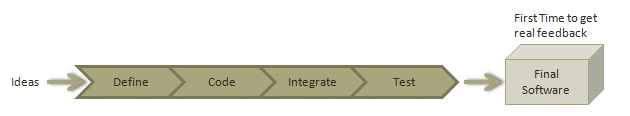 First Time to get
real feedback
Ideas
Define
Code
Integrate
Test
Final
Software